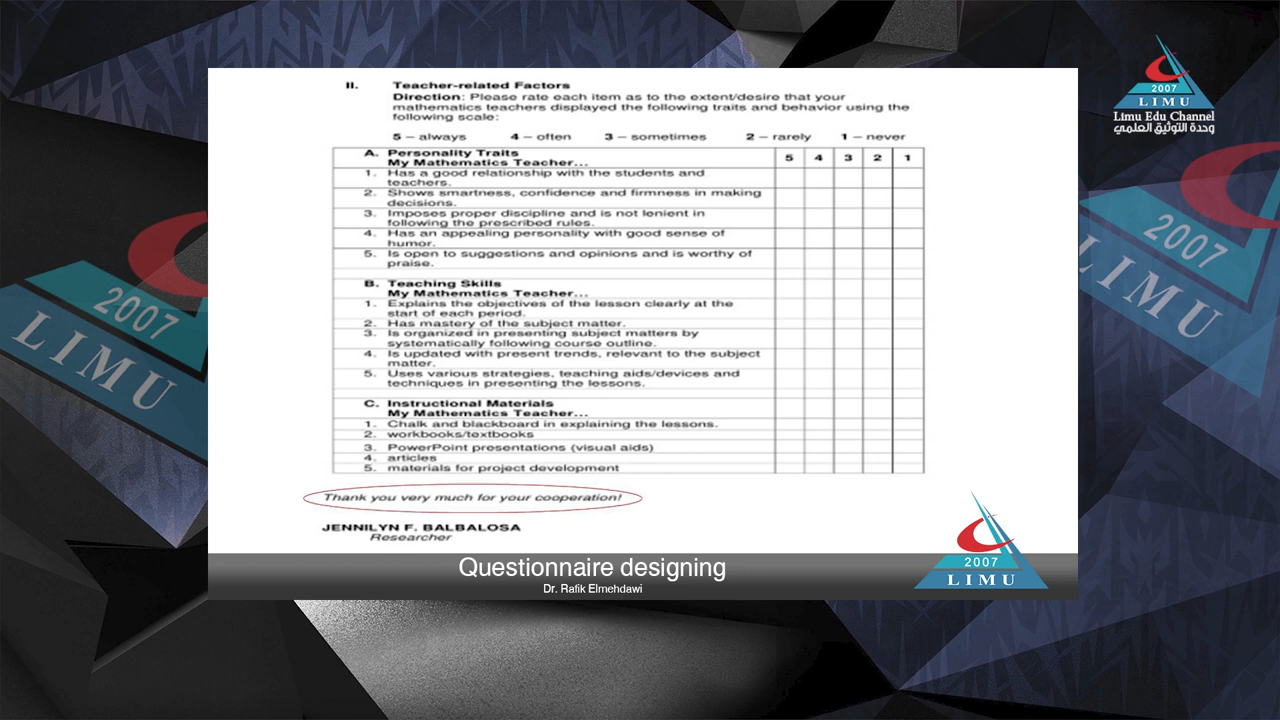 II. Teacher-related Factors
Direction: Please rate each item as to the extent/desire that your
mathematics teachers displayed the following traits and behavior using the
following scale:
5 – always 4 – often 3 – sometimes 2 – rarely 1 – never
A. Personality Traits
My Mathematics Teacher...
5 4 3 2 1
1. Has a good relationship with the students and
teachers.
2. Shows smartness, confidence and firmness in making
decisions.
3. Imposes proper discipline and is not lenient in
following the prescribed rules.
4. Has an appealing personality with good sense of
humor.
5. Is open to suggestions and opinions and is worthy of
praise.
B. Teaching Skills
My Mathematics Teacher...
1. Explains the objectives of the lesson clearly at the
start of each period.
2. Has mastery of the subject matter.
3. Is organized in presenting subject matters by
systematically following course outline.
4. Is updated with present trends, relevant to the subject
matter.
5. Uses various strategies, teaching aids/devices and
techniques in presenting the lessons.
C. Instructional Materials
My Mathematics Teacher...
1. Chalk and blackboard in explaining the lessons.
2. workbooks/textbooks
3. PowerPoint presentations (visual aids)
4. articles
5. materials for project development
Thank you very much for your cooperation!
JENNILYN F. BALBALOSA
Researcher
Questionnaire designing
Dr. Rafik Elmehdawi
2007
LIMU
2007
LIMU
Limu Edu Channel
وحدة التوثيق العلمي
2007
LIMU
2007
LIMU